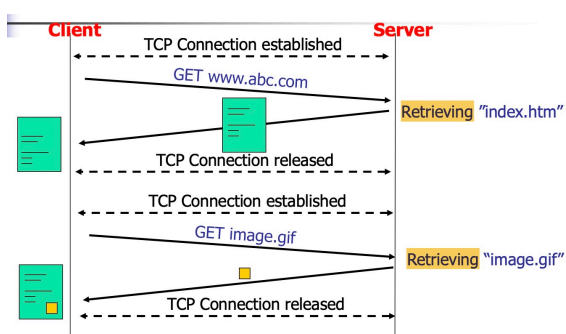 Client Server
TCP Connection established
GET www.abc.com
Retrieving ”index.htm”
TCP Connection released
TCP Connection established
GET image.gif
Retrieving “image.gif”
TCP Connection released